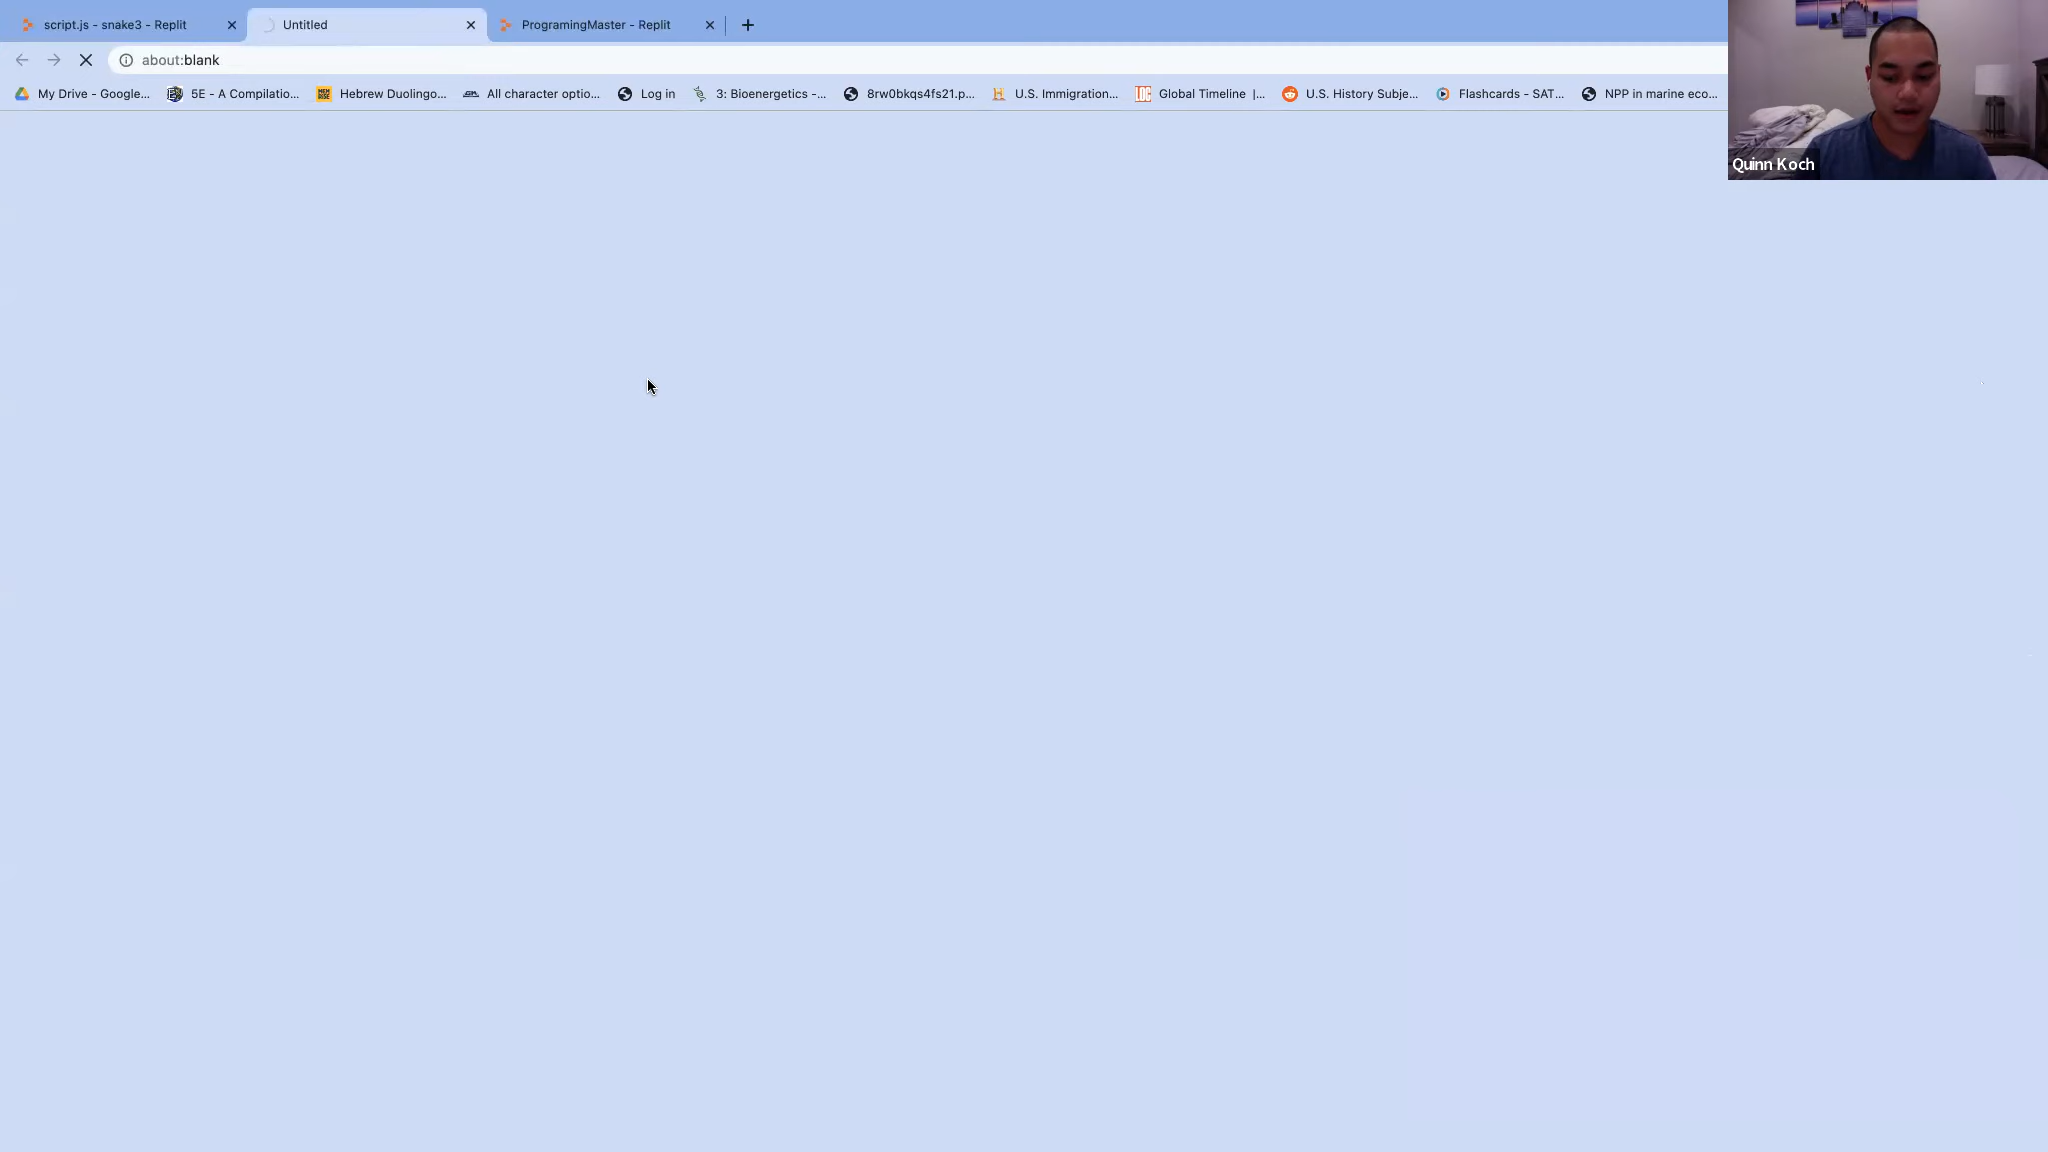 script.js - snake3 - Replit
Untitled
ProgramingMaster - Replit
about:blank
My Drive - Google...
5E - A Compilatio...
Hebrew Duolingo...
All character optio...
Log in
3: Bioenergetics -...
8rw0bkqs4fs21.p...
U.S. Immigration...
Global Timeline |...
U.S. History Subje...
Flashcards - SAT...
NPP in marine eco...
Quinn Koch